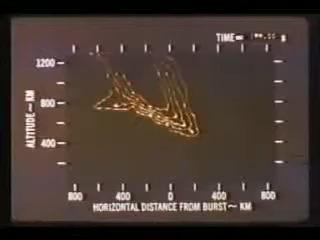 TIME= s
1200
800
400
ALTITUDE ~ KM
800 400 0 400 800
HORIZONTAL DISTANCE FROM BURST ~ KM